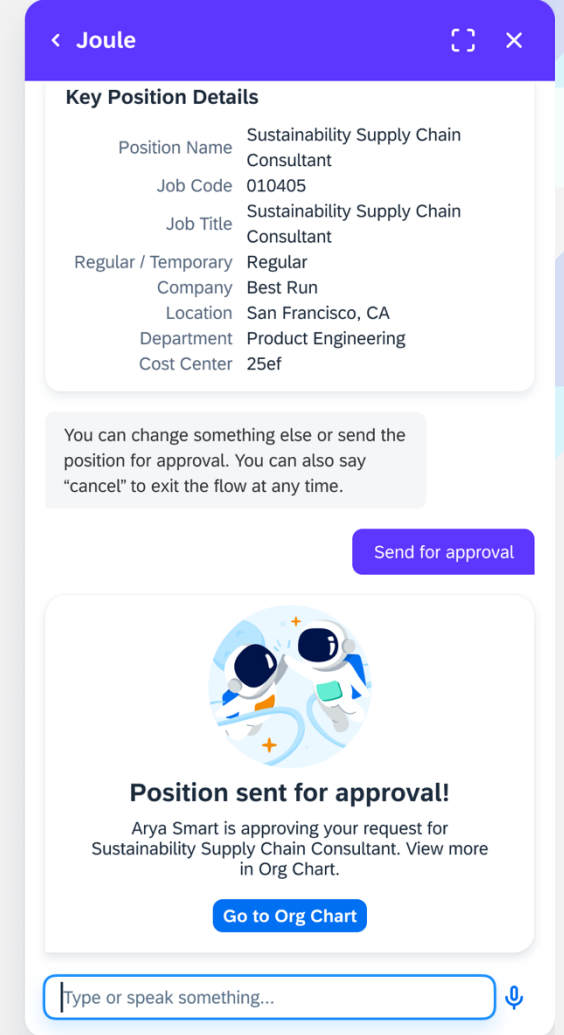 Joule
Key Position Details
Position Name Sustainability Supply Chain
Consultant
Job Code 010405
Job Title Sustainability Supply Chain
Consultant
Regular / Temporary Regular
Company Best Run
Location San Francisco, CA
Department Product Engineering
Cost Center 25ef
You can change something else or send the
position for approval. You can also say
“cancel” to exit the flow at any time.
Send for approval
Position sent for approval!
Arya Smart is approving your request for
Sustainability Supply Chain Consultant. View more
in Org Chart.
Go to Org Chart
Type or speak something...